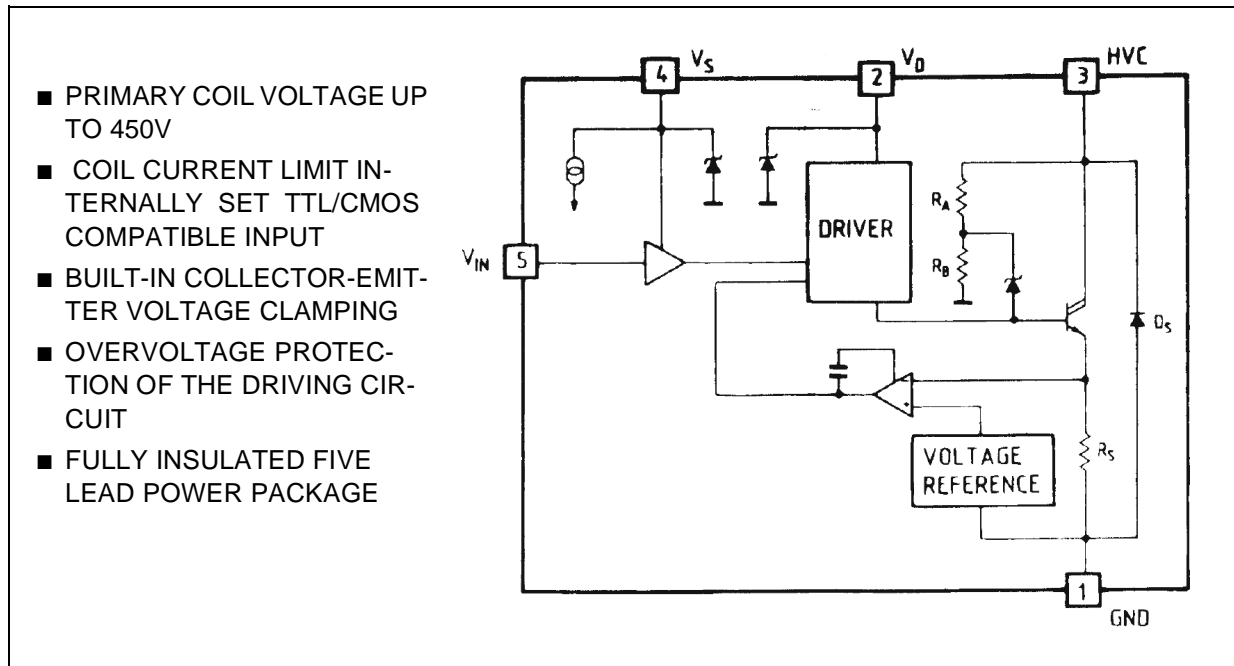 ■ PRIMARY COIL VOLTAGE UP
TO 450V
■ COIL CURRENT LIMIT IN-
TERNALLY SET TTL/CMOS
COMPATIBLE INPUT
■ BUILT-IN COLLECTOR-EMIT-
TER VOLTAGE CLAMPING
■ OVERVOLTAGE PROTEC-
TION OF THE DRIVING CIR-
CUIT
■ FULLY INSULATED FIVE
LEAD POWER PACKAGE
4 VS
2 VD
3 HVC
RA
DRIVER
VIN 5
RB
DS
VOLTAGE
REFERENCE
RS
1
GND